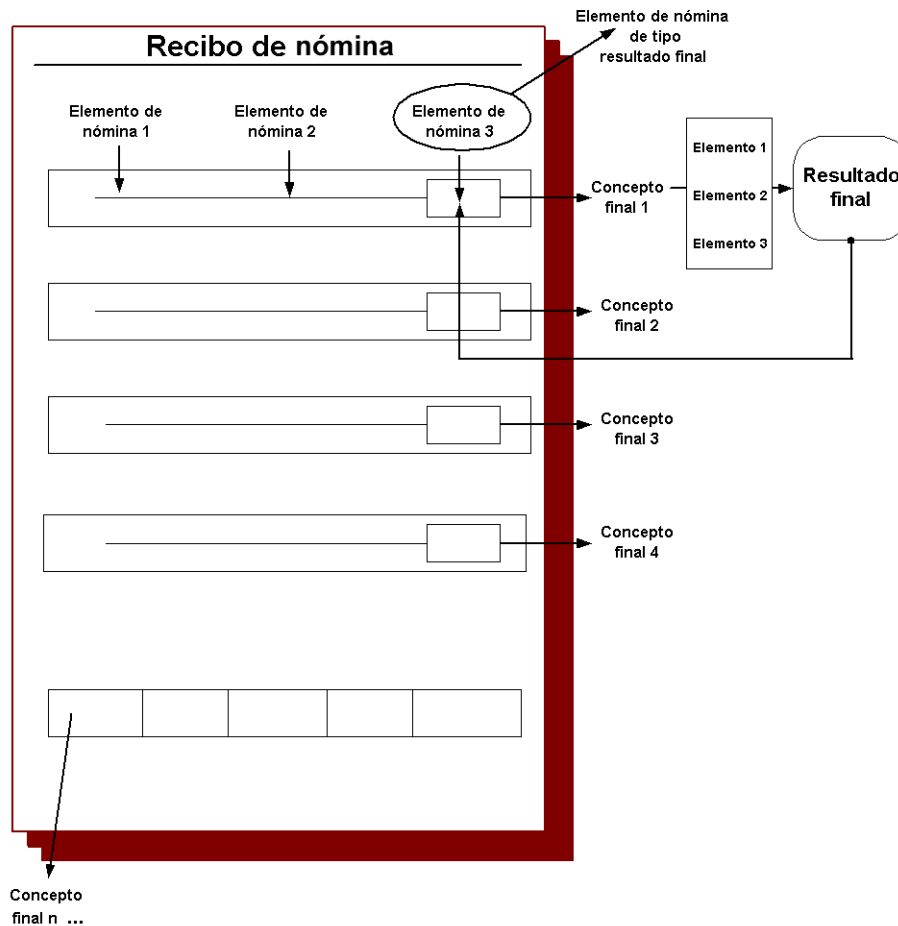 Elemento de nómina
de tipo
resultado final
Recibo de nómina
Elemento de
nómina 1
Elemento de
nómina 2
Elemento de
nómina 3
Concepto
final 1
Elemento 1
Elemento 2
Elemento 3
Resultado
final
Concepto
final 2
Concepto
final 3
Concepto
final 4
Concepto
final n ...